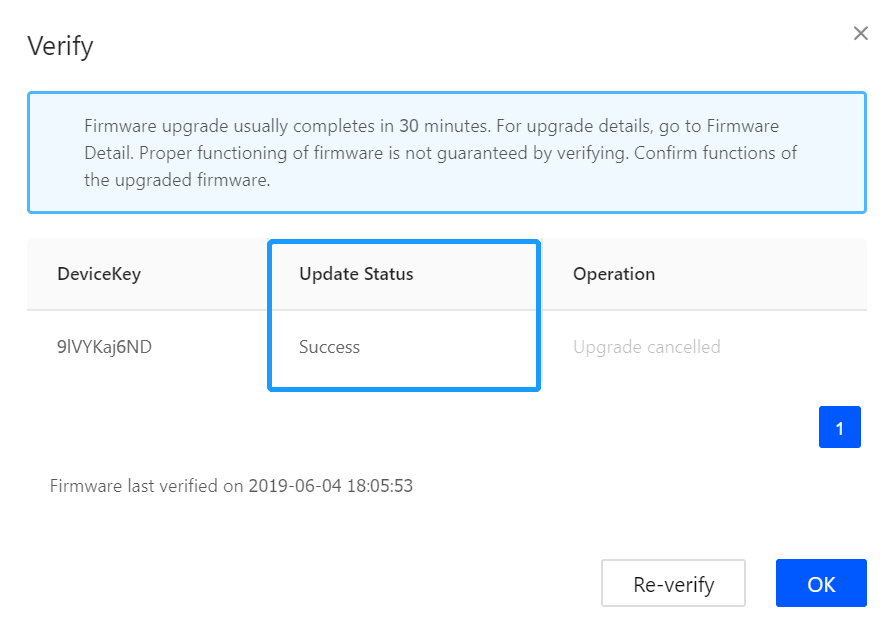 Verify
Firmware upgrade usually completes in 30 minutes. For upgrade details, go to Firmware
Detail. Proper functioning of firmware is not guaranteed by verifying. Confirm functions of
the upgraded firmware.
DeviceKey Update Status Operation
9lVYKaj6ND Success Upgrade cancelled
1
Firmware last verified on 2019-06-04 18:05:53
Re-verify OK